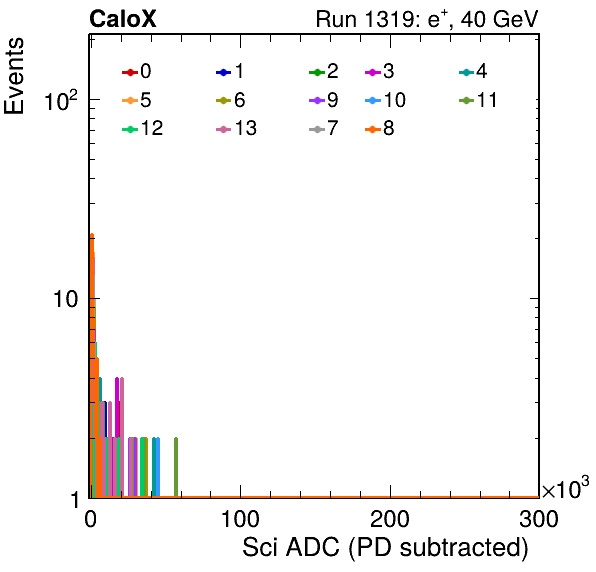 CaloX Run 1319: e⁺, 40 GeV
Events
0 1 2 3 4
5 6 9 10 11
12 13 7 8
10²
10
1
0 100 200 300
×10³
Sci ADC (PD subtracted)